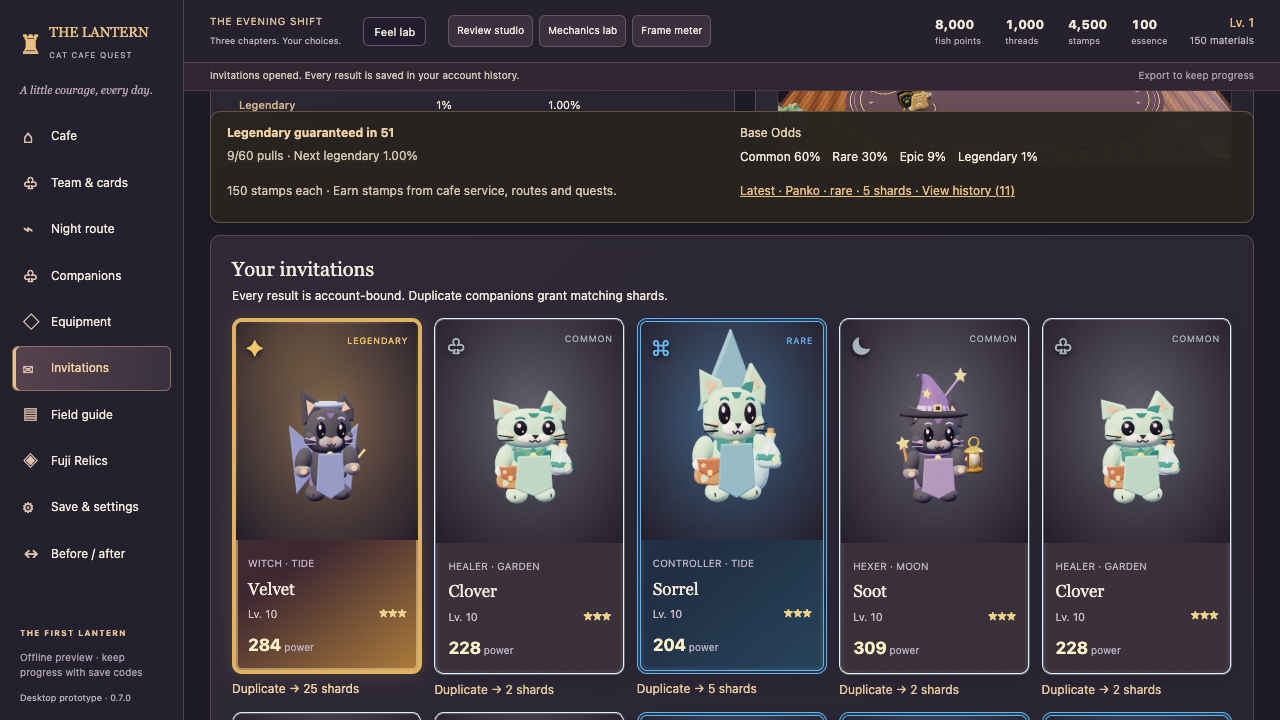 THE LANTERN
CAT CAFE QUEST
A little courage, every day.
Cafe
Team & cards
Night route
Companions
Equipment
Invitations
Field guide
Fuji Relics
Save & settings
Before / after
THE FIRST LANTERN
Offline preview · keep
progress with save codes
Desktop prototype · 0.7.0
THE EVENING SHIFT
Three chapters. Your choices.
Feel lab
Review studio
Mechanics lab
Frame meter
8,000
fish points
1,000
threads
4,500
stamps
100
essence
Lv. 1
150 materials
Invitations opened. Every result is saved in your account history.
Export to keep progress
Legendary 1% 1.00%
Legendary guaranteed in 51
9/60 pulls · Next legendary 1.00%
150 stamps each · Earn stamps from cafe service, routes and quests.
Base Odds
Common 60% Rare 30% Epic 9% Legendary 1%
Latest · Panko · rare · 5 shards · View history (11)
Your invitations
Every result is account-bound. Duplicate companions grant matching shards.
LEGENDARY
WITCH · TIDE
Velvet
Lv. 10
284 power
Duplicate → 25 shards
COMMON
HEALER · GARDEN
Clover
Lv. 10
228 power
Duplicate → 2 shards
RARE
CONTROLLER · TIDE
Sorrel
Lv. 10
204 power
Duplicate → 5 shards
COMMON
HEXER · MOON
Soot
Lv. 10
309 power
Duplicate → 2 shards
COMMON
HEALER · GARDEN
Clover
Lv. 10
228 power
Duplicate → 2 shards